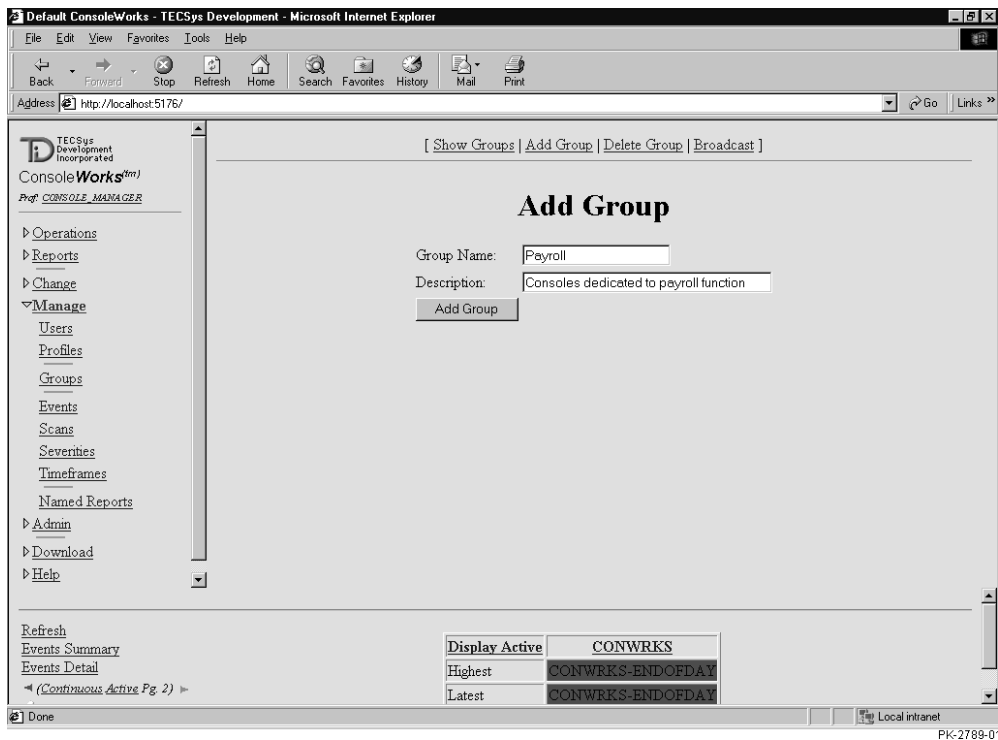 Default ConsoleWorks - TECSys Development - Microsoft Internet Explorer
File Edit View Favorites Tools Help
Back Forward Stop Refresh Home Search Favorites History Mail Print
Address http://localhost:5176/ Go Links »
TECSys
Development
Incorporated
ConsoleWorks(tm)
Prof: CONSOLE_MANAGER
Operations
Reports
Change
Manage
Users
Profiles
Groups
Events
Scans
Severities
Timeframes
Named Reports
Admin
Download
Help
[ Show Groups | Add Group | Delete Group | Broadcast ]
Add Group
Group Name: Payroll
Description: Consoles dedicated to payroll function
Add Group
Refresh
Events Summary
Events Detail
(Continuous Active Pg. 2)
Display Active CONWRKS
Highest CONWRKS-ENDOFDAY
Latest CONWRKS-ENDOFDAY
Done Local intranet
PK-2789-01